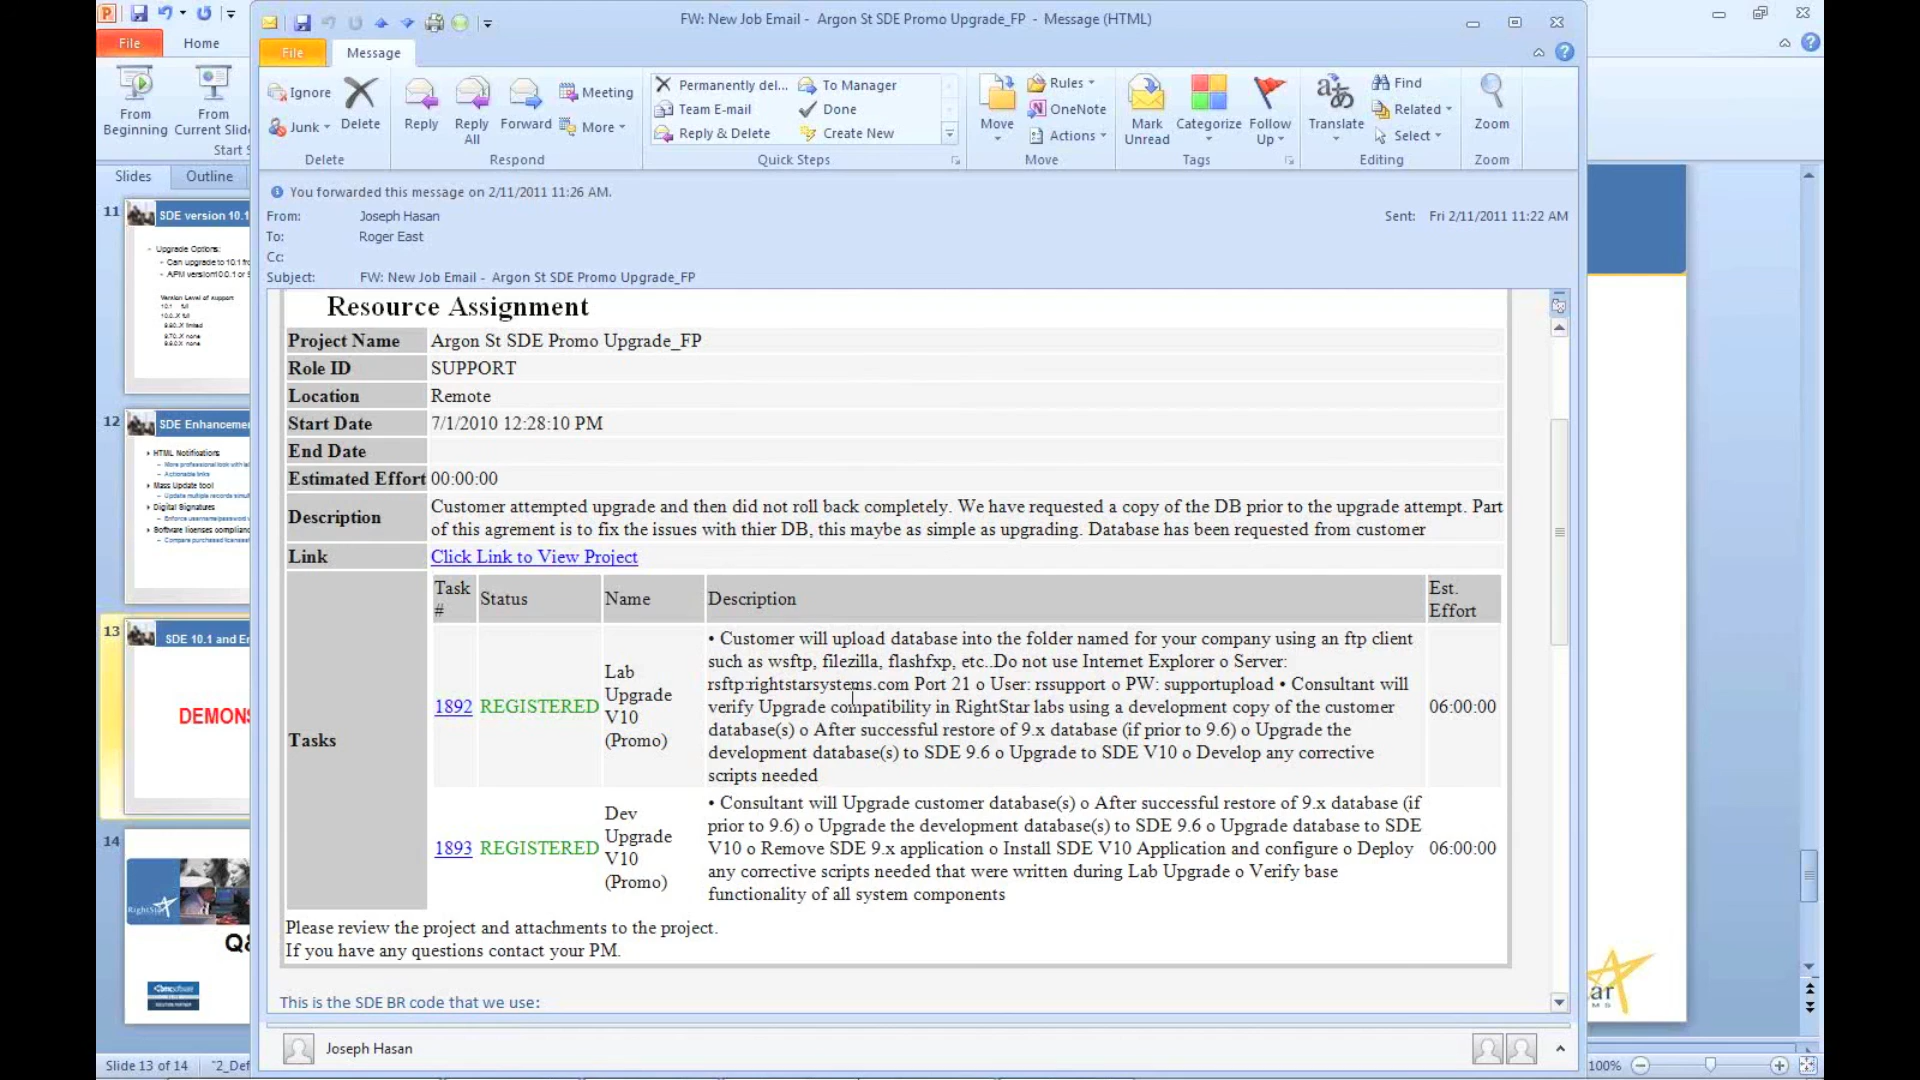 FW: New Job Email -  Argon St SDE Promo Upgrade_FP  -  Message (HTML)
File
Home
File
Message
From Beginning
From Current Slide
Start
Ignore
Junk
Delete
Delete
Reply
Reply All
Forward
Meeting
More
Respond
Permanently del...
Team E-mail
Reply & Delete
To Manager
Done
Create New
Quick Steps
Move
Rules
OneNote
Actions
Move
Mark Unread
Categorize
Follow Up
Tags
Translate
Find
Related
Select
Editing
Zoom
Zoom
Slides
Outline
You forwarded this message on 2/11/2011 11:26 AM.
From: Joseph Hasan
Sent: Fri 2/11/2011 11:22 AM
To: Roger East
Cc:
Subject: FW: New Job Email -  Argon St SDE Promo Upgrade_FP
11
SDE version 10.1
Upgrade Options:
12
SDE Enhancemen
HTML Notifications
Actionable links
Mass Update tool
Digital Signatures
13
SDE 10.1 and En
DEMONS
14
RightStar
Resource Assignment
Project Name Argon St SDE Promo Upgrade_FP
Role ID SUPPORT
Location Remote
Start Date 7/1/2010 12:28:10 PM
End Date
Estimated Effort 00:00:00
Description
Customer attempted upgrade and then did not roll back completely. We have requested a copy of the DB prior to the upgrade attempt. Part
of this agrement is to fix the issues with thier DB, this maybe as simple as upgrading. Database has been requested from customer
Link Click Link to View Project
Tasks
Task # Status Name Description Est. Effort
1892 REGISTERED
Lab
Upgrade
V10
(Promo)
• Customer will upload database into the folder named for your company using an ftp client
such as wsftp, filezilla, flashfxp, etc..Do not use Internet Explorer o Server:
rsftp.rightstarsystems.com Port 21 o User: rssupport o PW: supportupload • Consultant will
verify Upgrade compatibility in RightStar labs using a development copy of the customer
database(s) o After successful restore of 9.x database (if prior to 9.6) o Upgrade the
development database(s) to SDE 9.6 o Upgrade to SDE V10 o Develop any corrective
scripts needed
06:00:00
1893 REGISTERED
Dev
Upgrade
V10
(Promo)
• Consultant will Upgrade customer database(s) o After successful restore of 9.x database (if
prior to 9.6) o Upgrade the development database(s) to SDE 9.6 o Upgrade database to SDE
V10 o Remove SDE 9.x application o Install SDE V10 Application and configure o Deploy
any corrective scripts needed that were written during Lab Upgrade o Verify base
functionality of all system components
06:00:00
Please review the project and attachments to the project.
If you have any questions contact your PM.
This is the SDE BR code that we use:
Joseph Hasan
Slide 13 of 14
"2_Def
100%